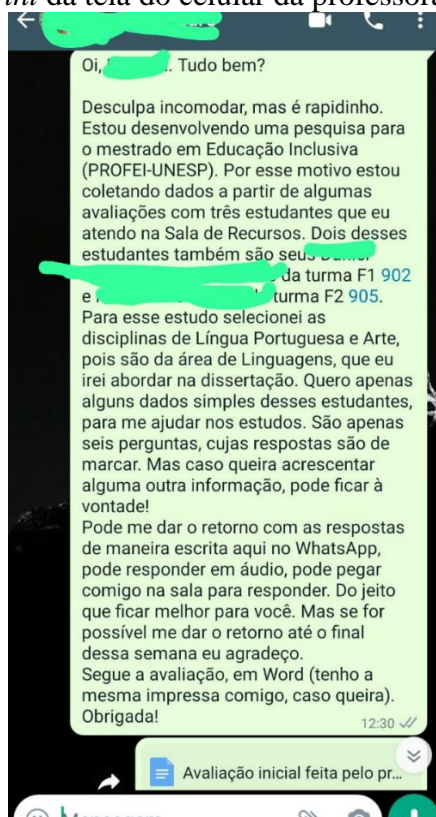 da tela do celular da professora
Oi, . Tudo bem?
Desculpa incomodar, mas é rapidinho.
Estou desenvolvendo uma pesquisa para
o mestrado em Educação Inclusiva
(PROFEI-UNESP). Por esse motivo estou
coletando dados a partir de algumas
avaliações com três estudantes que eu
atendo na Sala de Recursos. Dois desses
estudantes também são seus
da turma F1 902
e turma F2 905.
Para esse estudo selecionei as
disciplinas de Língua Portuguesa e Arte,
pois são da área de Linguagens, que eu
irei abordar na dissertação. Quero apenas
alguns dados simples desses estudantes,
para me ajudar nos estudos. São apenas
seis perguntas, cujas respostas são de
marcar. Mas caso queira acrescentar
alguma outra informação, pode ficar à
vontade!
Pode me dar o retorno com as respostas
de maneira escrita aqui no WhatsApp,
pode responder em áudio, pode pegar
comigo na sala para responder. Do jeito
que ficar melhor para você. Mas se for
possível me dar o retorno até o final
dessa semana eu agradeço.
Segue a avaliação, em Word (tenho a
mesma impressa comigo, caso queira).
Obrigada!
12:30
Avaliação inicial feita pelo pr...